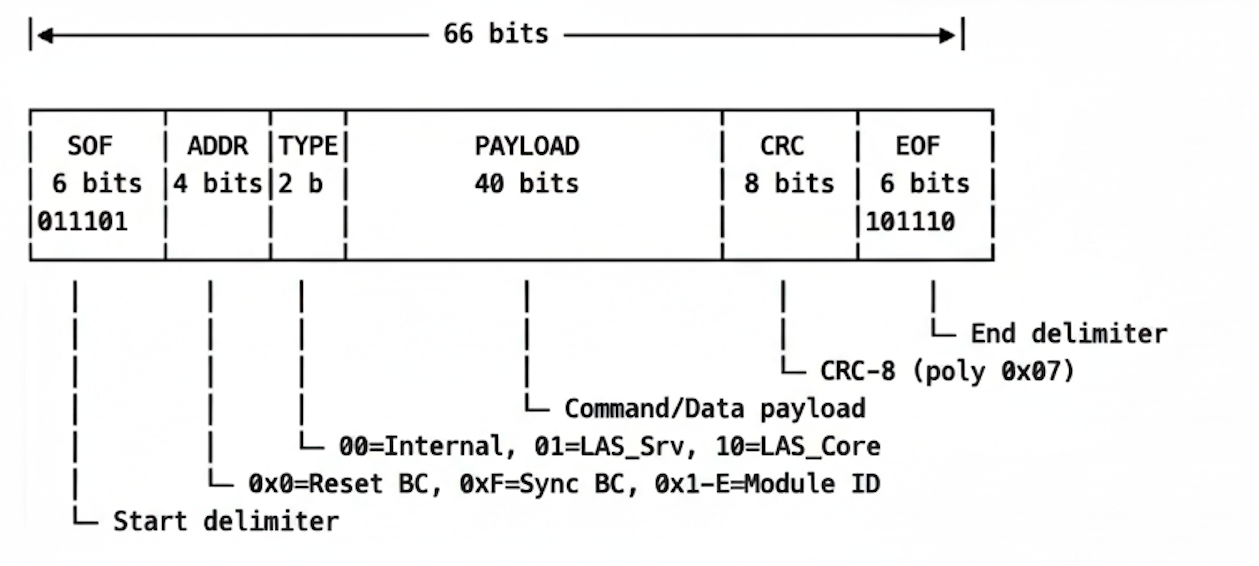 66 bits
SOF ADDR TYPE PAYLOAD CRC EOF
6 bits 4 bits 2 b 40 bits 8 bits 6 bits
011101 101110
End delimiter
CRC-8 (poly 0x07)
Command/Data payload
00=Internal, 01=LAS_Srv, 10=LAS_Core
0x0=Reset BC, 0xF=Sync BC, 0x1-E=Module ID
Start delimiter